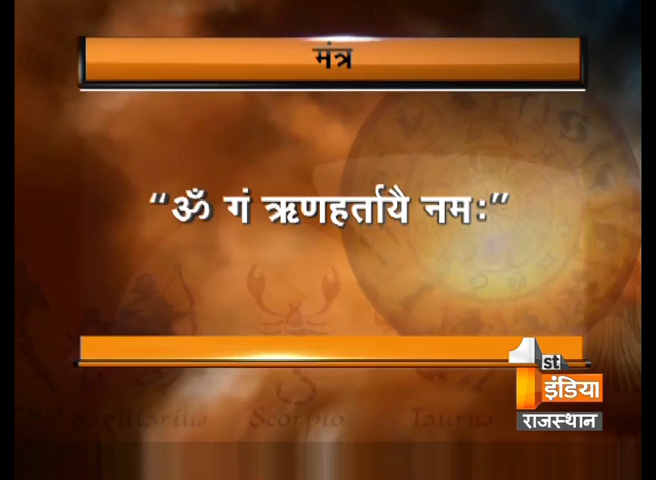 मंत्र
“ॐ गं ऋणहर्तायै नमः”
1st
इंडिया
राजस्थान
Sagittarius Scorpio Taurus